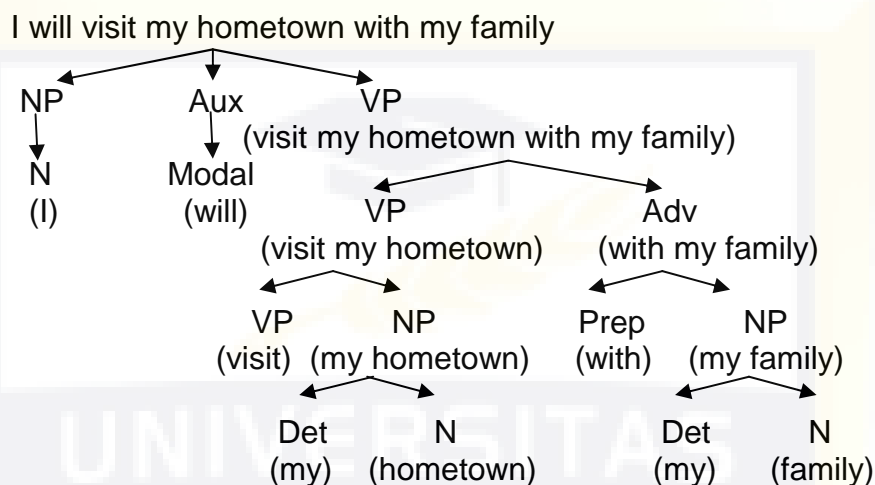 I will visit my hometown with my family
NP Aux VP
(visit my hometown with my family)
N Modal
(I) (will) VP Adv
(visit my hometown) (with my family)
VP NP Prep NP
(visit) (my hometown) (with) (my family)
Det N Det N
(my) (hometown) (my) (family)
UNIVERSITAS